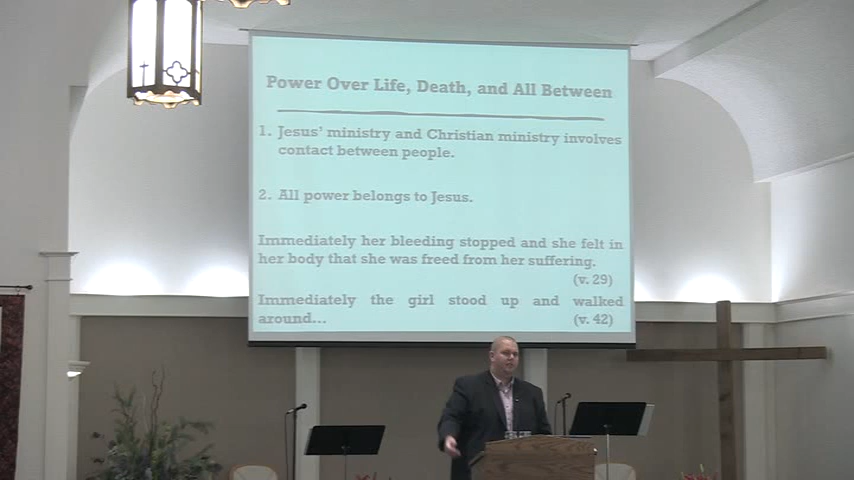 Power Over Life, Death, and All Between
1. Jesus' ministry and Christian ministry involves
contact between people.
2. All power belongs to Jesus.
Immediately her bleeding stopped and she felt in
her body that she was freed from her suffering.
(v. 29)
Immediately the girl stood up and walked
around... (v. 42)